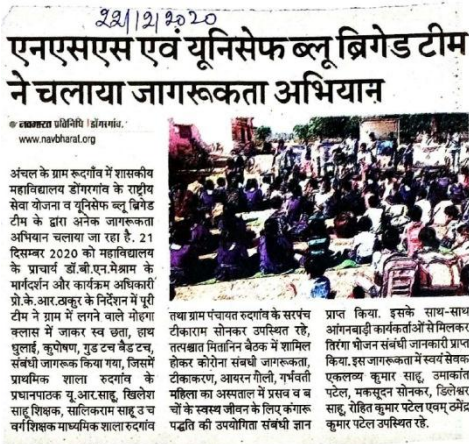 22/12/2020
एनएसएस एवं यूनिसेफ ब्लू ब्रिगेड टीम
ने चलाया जागरूकता अभियान
नवभारत प्रतिनिधि। डोंगरगांव.
www.navbharat.org
अंचल के ग्राम रूदगांव में शासकीय
महाविद्यालय डोंगरगांव के राष्ट्रीय
सेवा योजना व यूनिसेफ ब्लू ब्रिगेड
टीम के द्वारा अनेक जागरूकता
अभियान चलाया जा रहा है. 21
दिसम्बर 2020 को महाविद्यालय
के प्राचार्य डॉ.बी.एन.मेश्राम के
मार्गदर्शन और कार्यक्रम अधिकारी
प्रो.के.आर.ठाकुर के निर्देशन में पूरी
टीम ने ग्राम में लगने वाले मोहगा
क्लास में जाकर स्व छता, हाथ
धुलाई, कुपोषण, गुड टच बैड टच,
संबंधी जागरूक किया गया, जिसमें
प्राथमिक शाला रुदगांव के
प्रधानपाठक यू.आर.साहू, खिलेश
साहू शिक्षक, सालिकराम साहू उ च
वर्ग शिक्षक माध्यमिक शाला रुदगांव
तथा ग्राम पंचायत रुदगांव के सरपंच
टीकाराम सोनकर उपस्थित रहे,
तत्पश्चात मितानिन बैठक में शामिल
होकर कोरोना संबंधी जागरूकता,
टीकाकरण, आयरन गोली, गर्भवती
महिला का अस्पताल में प्रसव व ब
चों के स्वस्थ जीवन के लिए कंगारू
पद्धति की उपयोगिता संबंधी ज्ञान
प्राप्त किया. इसके साथ-साथ
आंगनबाड़ी कार्यकर्ताओं से मिलकर
तिरंगा भोजन संबंधी जानकारी प्राप्त
किया. इस जागरूकता में स्वयं सेवक
एकलव्य कुमार साहू, उमाकांत
पटेल, मकसूदन सोनकर, डिलेश्वर
साहू, रोहित कुमार पटेल एवम् ठमेंद्र
कुमार पटेल उपस्थित रहे.